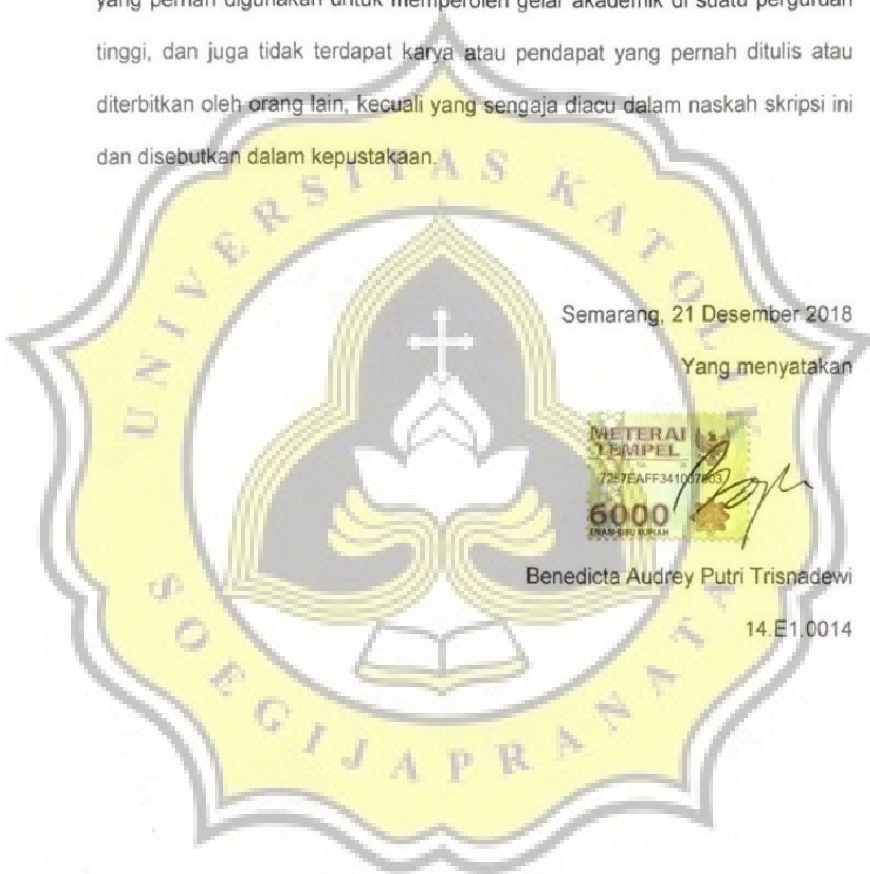 yang pernah digunakan untuk memperoleh gelar akademik di suatu perguruan
tinggi, dan juga tidak terdapat karya atau pendapat yang pernah ditulis atau
diterbitkan oleh orang lain, kecuali yang sengaja diacu dalam naskah skripsi ini
dan disebutkan dalam kepustakaan.
UNIVERSITAS KATOLIK
Semarang, 21 Desember 2018
Yang menyatakan
METERAI
TEMPEL
6000
ENAM RIBU RUPIAH
Benedicta Audrey Putri Trisnadewi
14.E1.0014
SOEGIJAPRANATA